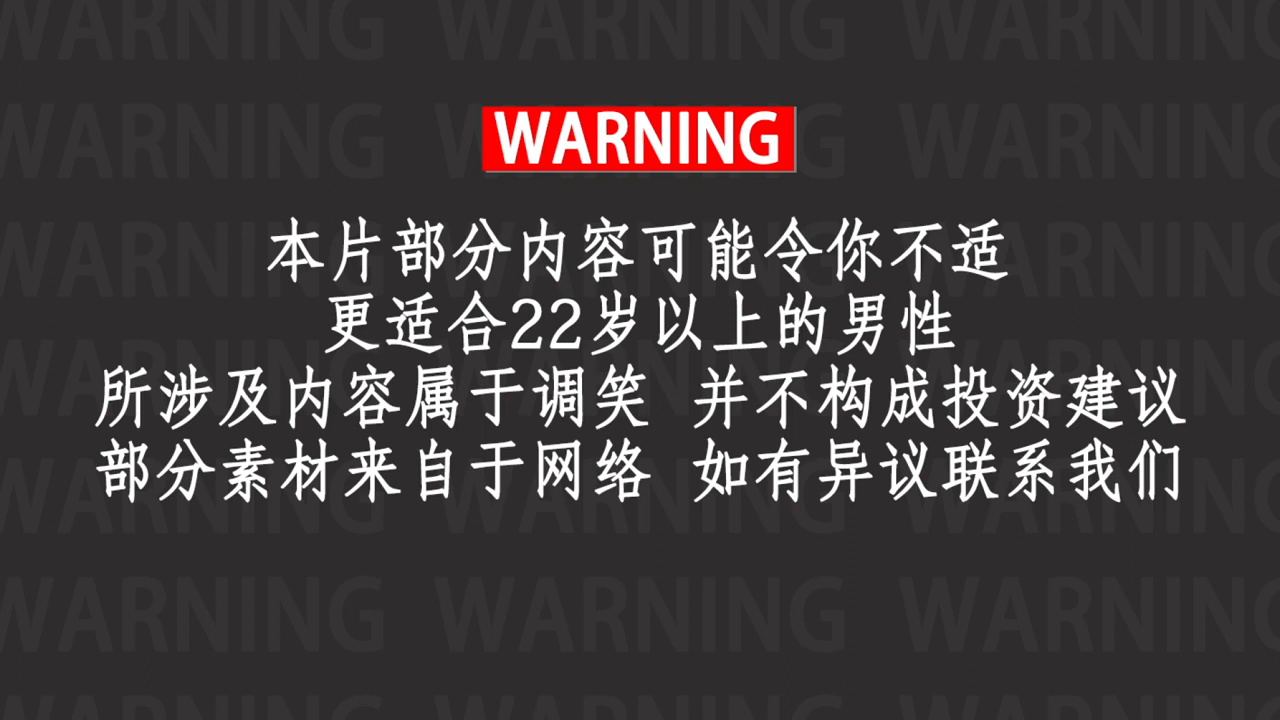 WARNING
本片部分内容可能令你不适
更适合22岁以上的男性
所涉及内容属于调笑 并不构成投资建议
部分素材来自于网络 如有异议联系我们